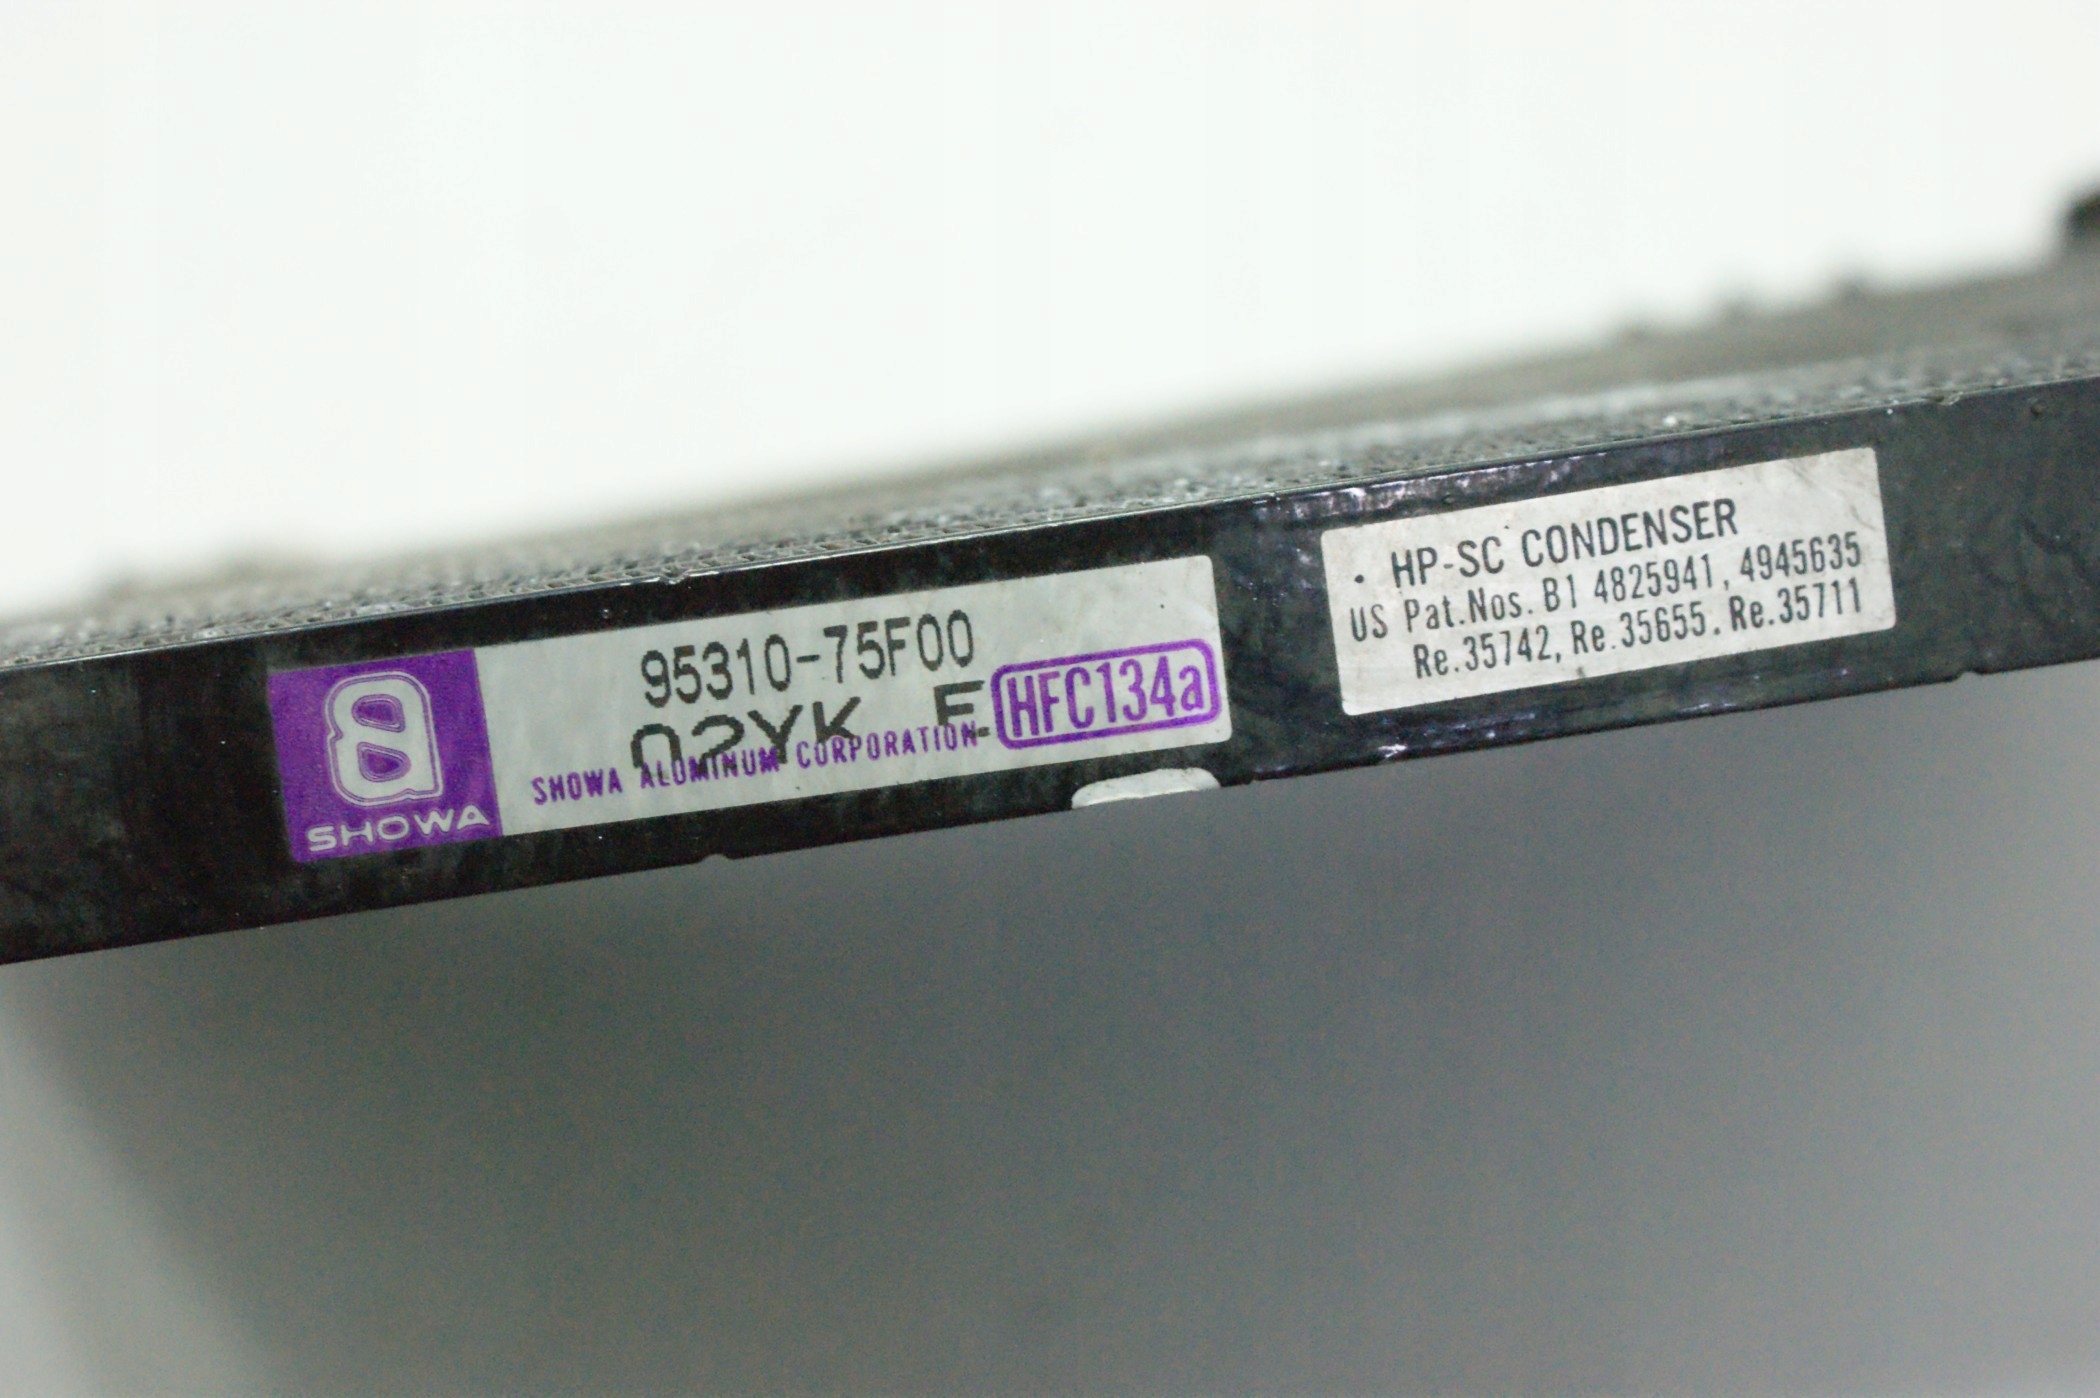 95310-75F00
02YK E
HFC134a
SHOWA ALUMINUM CORPORATION
SHOWA
· HP-SC CONDENSER
US Pat.Nos. B1 4825941, 4945635
Re.35742, Re.35655. Re.35711